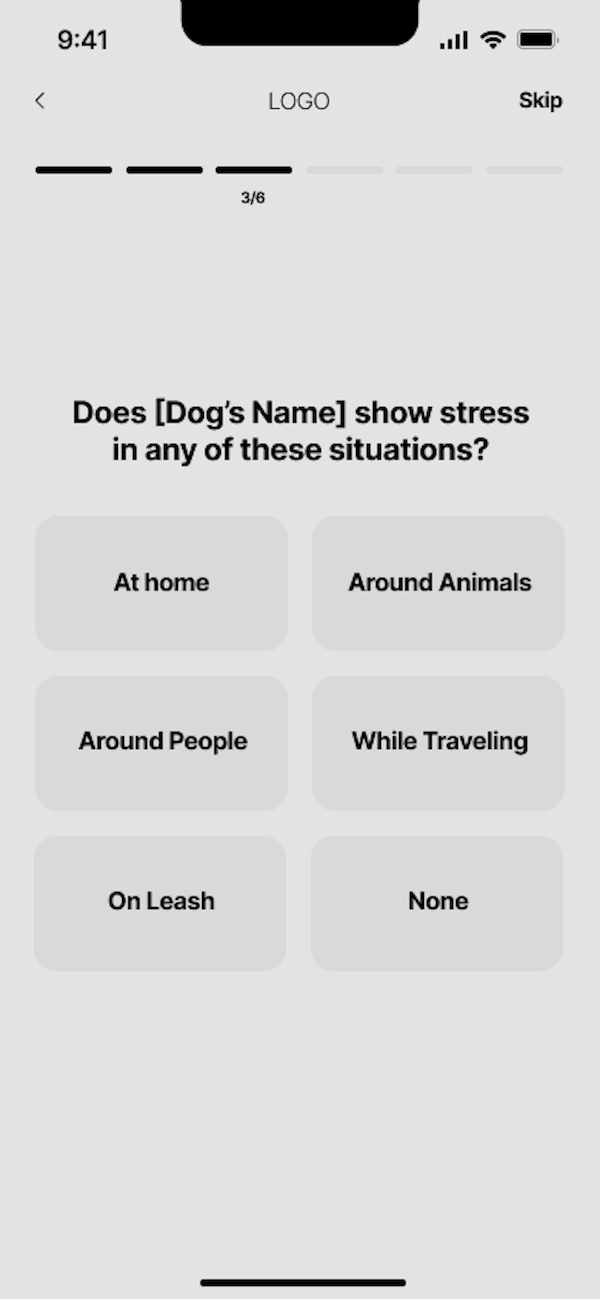 9:41
LOGO
Skip
3/6
Does [Dog’s Name] show stress
in any of these situations?
At home
Around Animals
Around People
While Traveling
On Leash
None